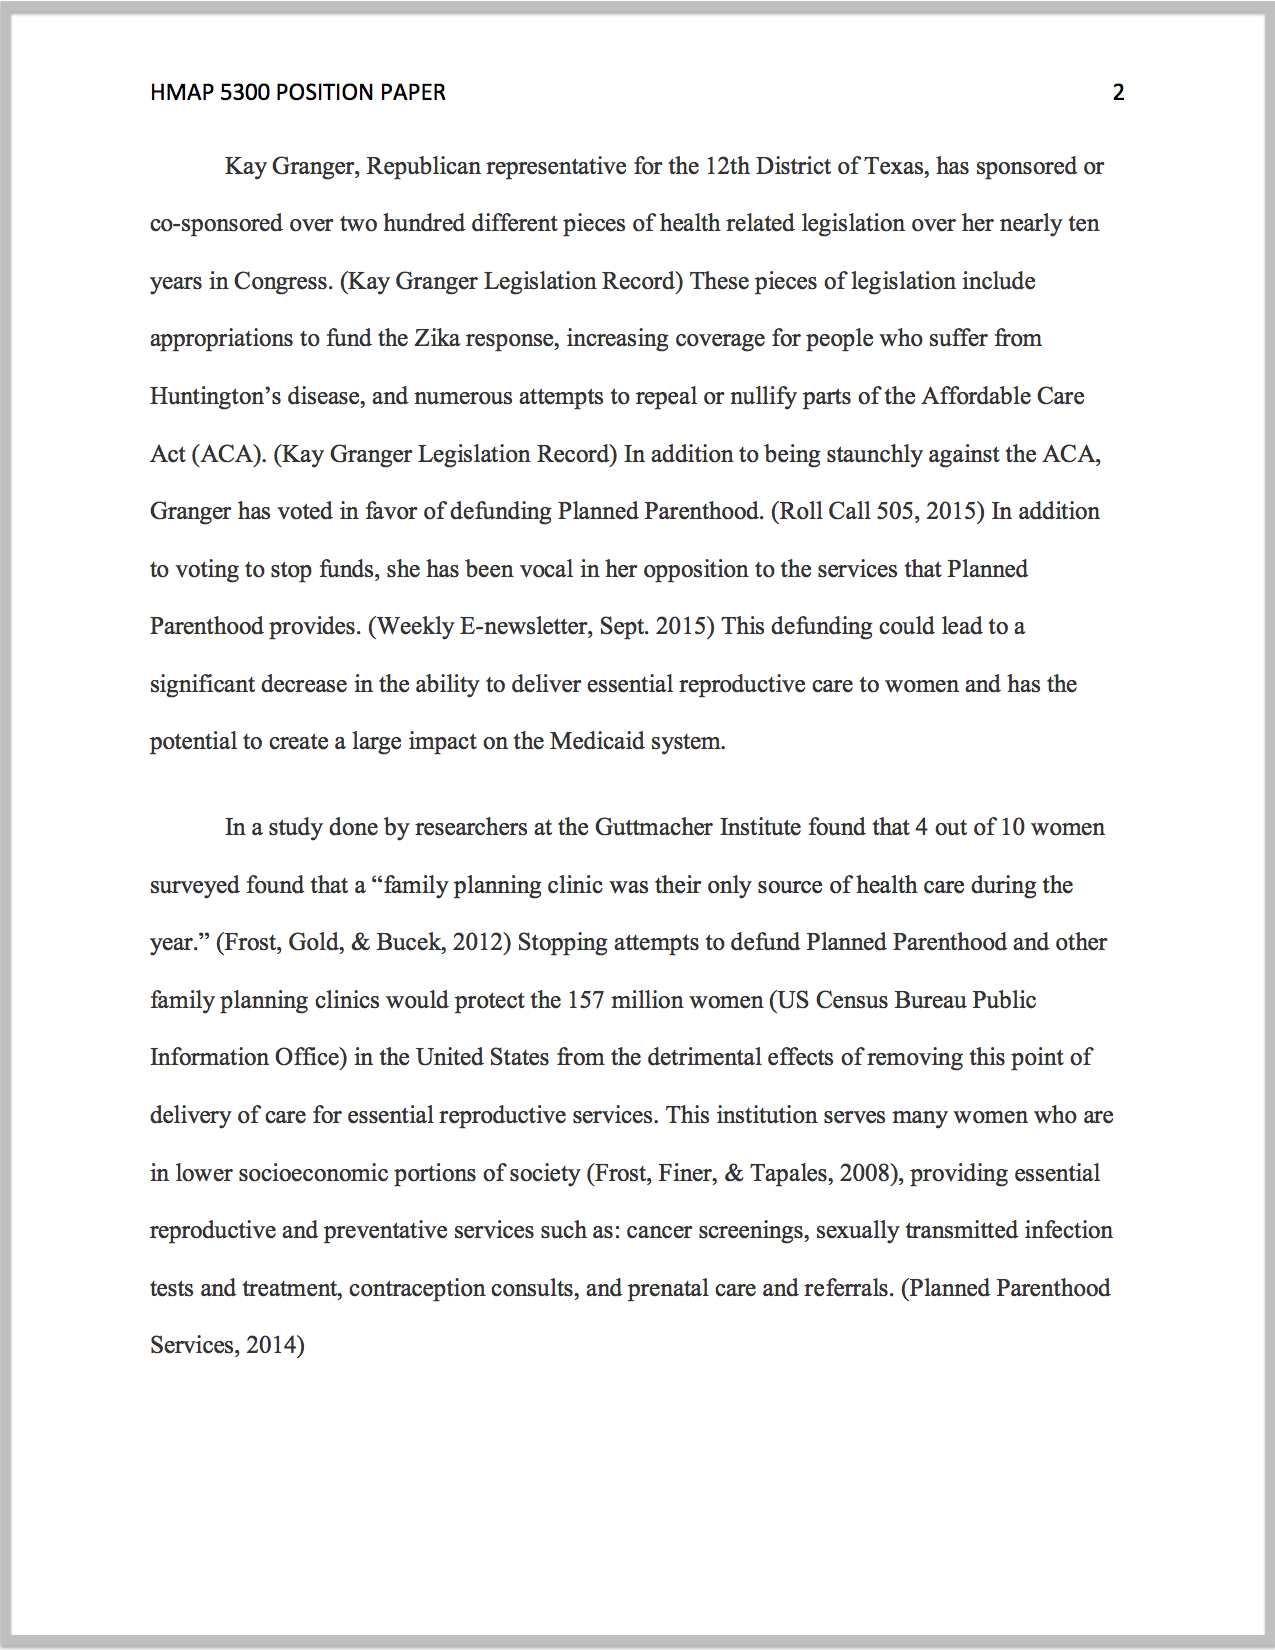 HMAP 5300 POSITION PAPER 2
Kay Granger, Republican representative for the 12th District of Texas, has sponsored or
co-sponsored over two hundred different pieces of health related legislation over her nearly ten
years in Congress. (Kay Granger Legislation Record) These pieces of legislation include
appropriations to fund the Zika response, increasing coverage for people who suffer from
Huntington’s disease, and numerous attempts to repeal or nullify parts of the Affordable Care
Act (ACA). (Kay Granger Legislation Record) In addition to being staunchly against the ACA,
Granger has voted in favor of defunding Planned Parenthood. (Roll Call 505, 2015) In addition
to voting to stop funds, she has been vocal in her opposition to the services that Planned
Parenthood provides. (Weekly E-newsletter, Sept. 2015) This defunding could lead to a
significant decrease in the ability to deliver essential reproductive care to women and has the
potential to create a large impact on the Medicaid system.
In a study done by researchers at the Guttmacher Institute found that 4 out of 10 women
surveyed found that a “family planning clinic was their only source of health care during the
year.” (Frost, Gold, & Bucek, 2012) Stopping attempts to defund Planned Parenthood and other
family planning clinics would protect the 157 million women (US Census Bureau Public
Information Office) in the United States from the detrimental effects of removing this point of
delivery of care for essential reproductive services. This institution serves many women who are
in lower socioeconomic portions of society (Frost, Finer, & Tapales, 2008), providing essential
reproductive and preventative services such as: cancer screenings, sexually transmitted infection
tests and treatment, contraception consults, and prenatal care and referrals. (Planned Parenthood
Services, 2014)